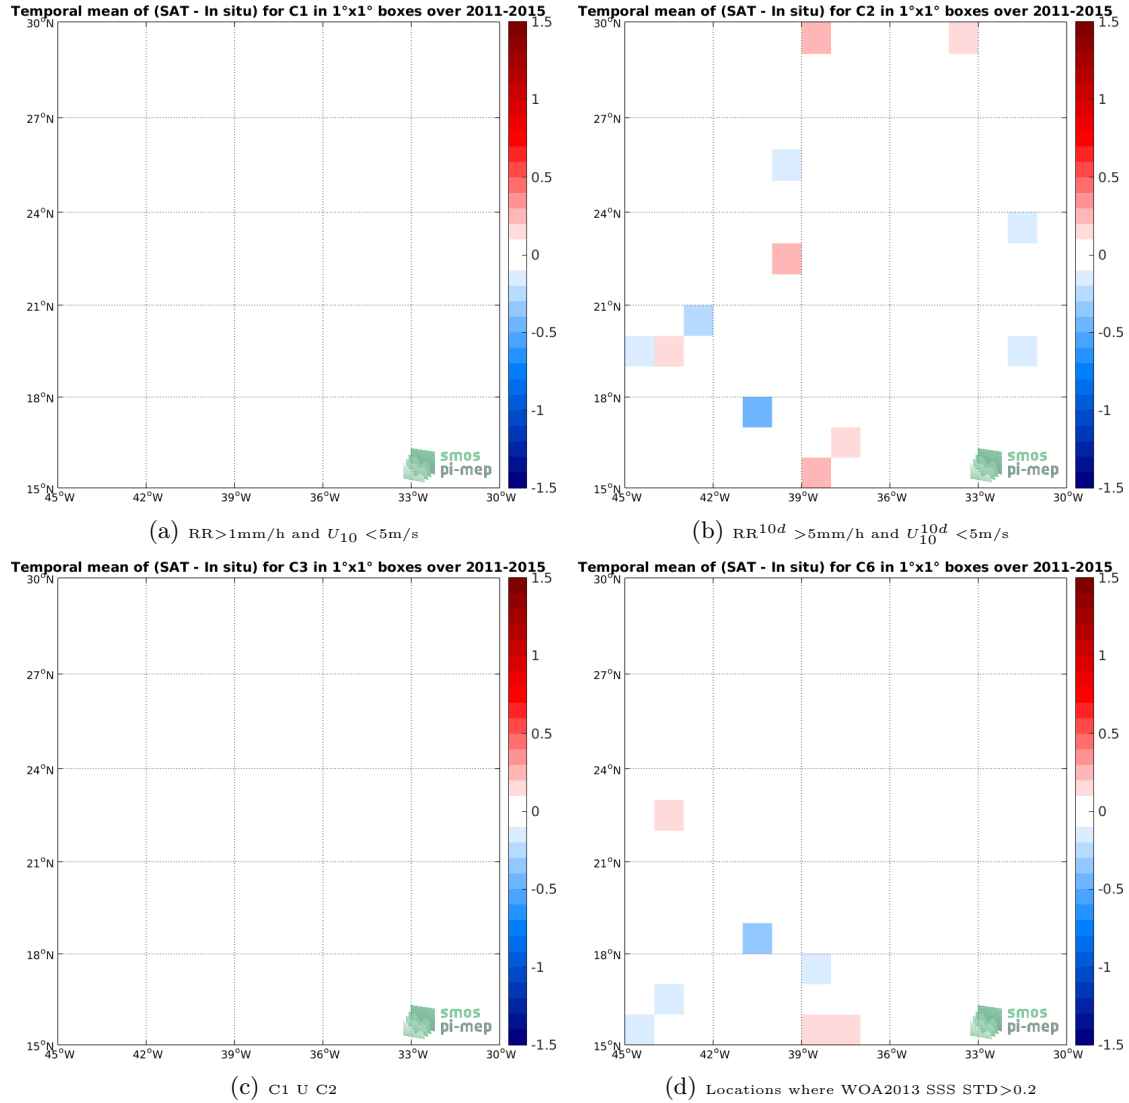 Temporal mean of (SAT - In situ) for C1 in 1°x1° boxes over 2011-2015
30°N
27°N
24°N
21°N
18°N
15°N
45°W 42°W 39°W 36°W 33°W 30°W
1.5
1
0.5
0
-0.5
-1
-1.5
smos
pi-mep
(a) RR>1mm/h and U10 <5m/s
Temporal mean of (SAT - In situ) for C2 in 1°x1° boxes over 2011-2015
30°N
27°N
24°N
21°N
18°N
15°N
45°W 42°W 39°W 36°W 33°W 30°W
1.5
1
0.5
0
-0.5
-1
-1.5
smos
pi-mep
(b) RR^10d >5mm/h and U10^10d <5m/s
Temporal mean of (SAT - In situ) for C3 in 1°x1° boxes over 2011-2015
30°N
27°N
24°N
21°N
18°N
15°N
45°W 42°W 39°W 36°W 33°W 30°W
1.5
1
0.5
0
-0.5
-1
-1.5
smos
pi-mep
(c) C1 U C2
Temporal mean of (SAT - In situ) for C6 in 1°x1° boxes over 2011-2015
30°N
27°N
24°N
21°N
18°N
15°N
45°W 42°W 39°W 36°W 33°W 30°W
1.5
1
0.5
0
-0.5
-1
-1.5
smos
pi-mep
(d) Locations where WOA2013 SSS STD>0.2